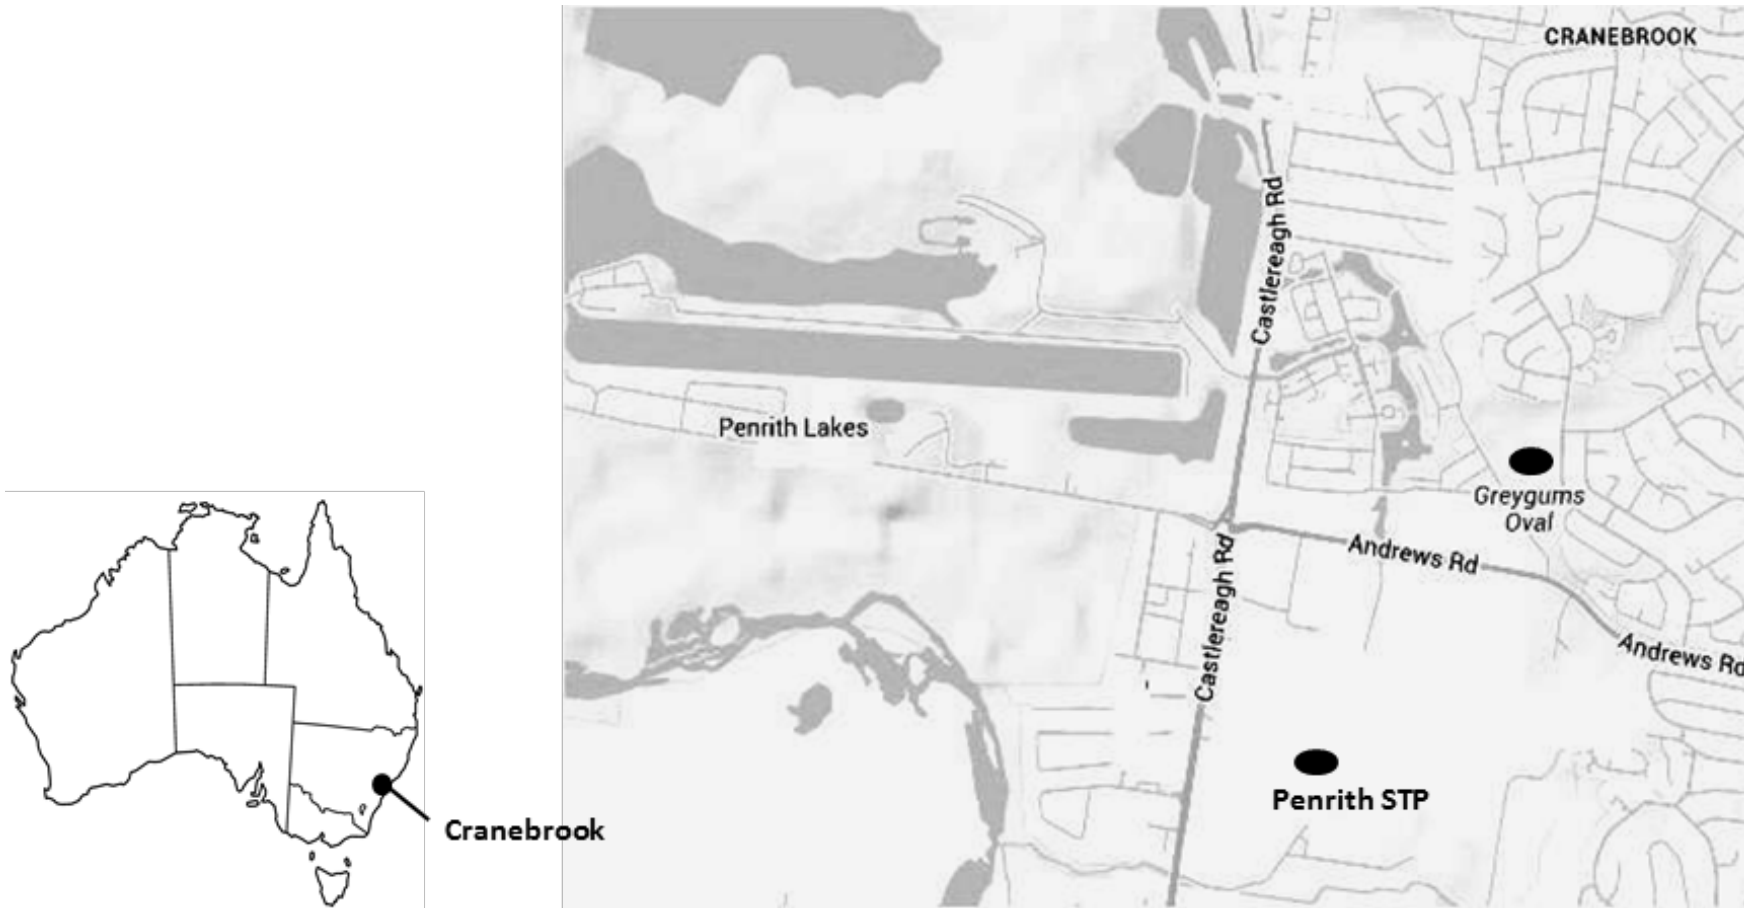 CRANEBROOK
Castlereagh Rd
Penrith Lakes
Greygums
Oval
Andrews Rd
Castlereagh Rd
Andrews Rd
Penrith STP
Cranebrook